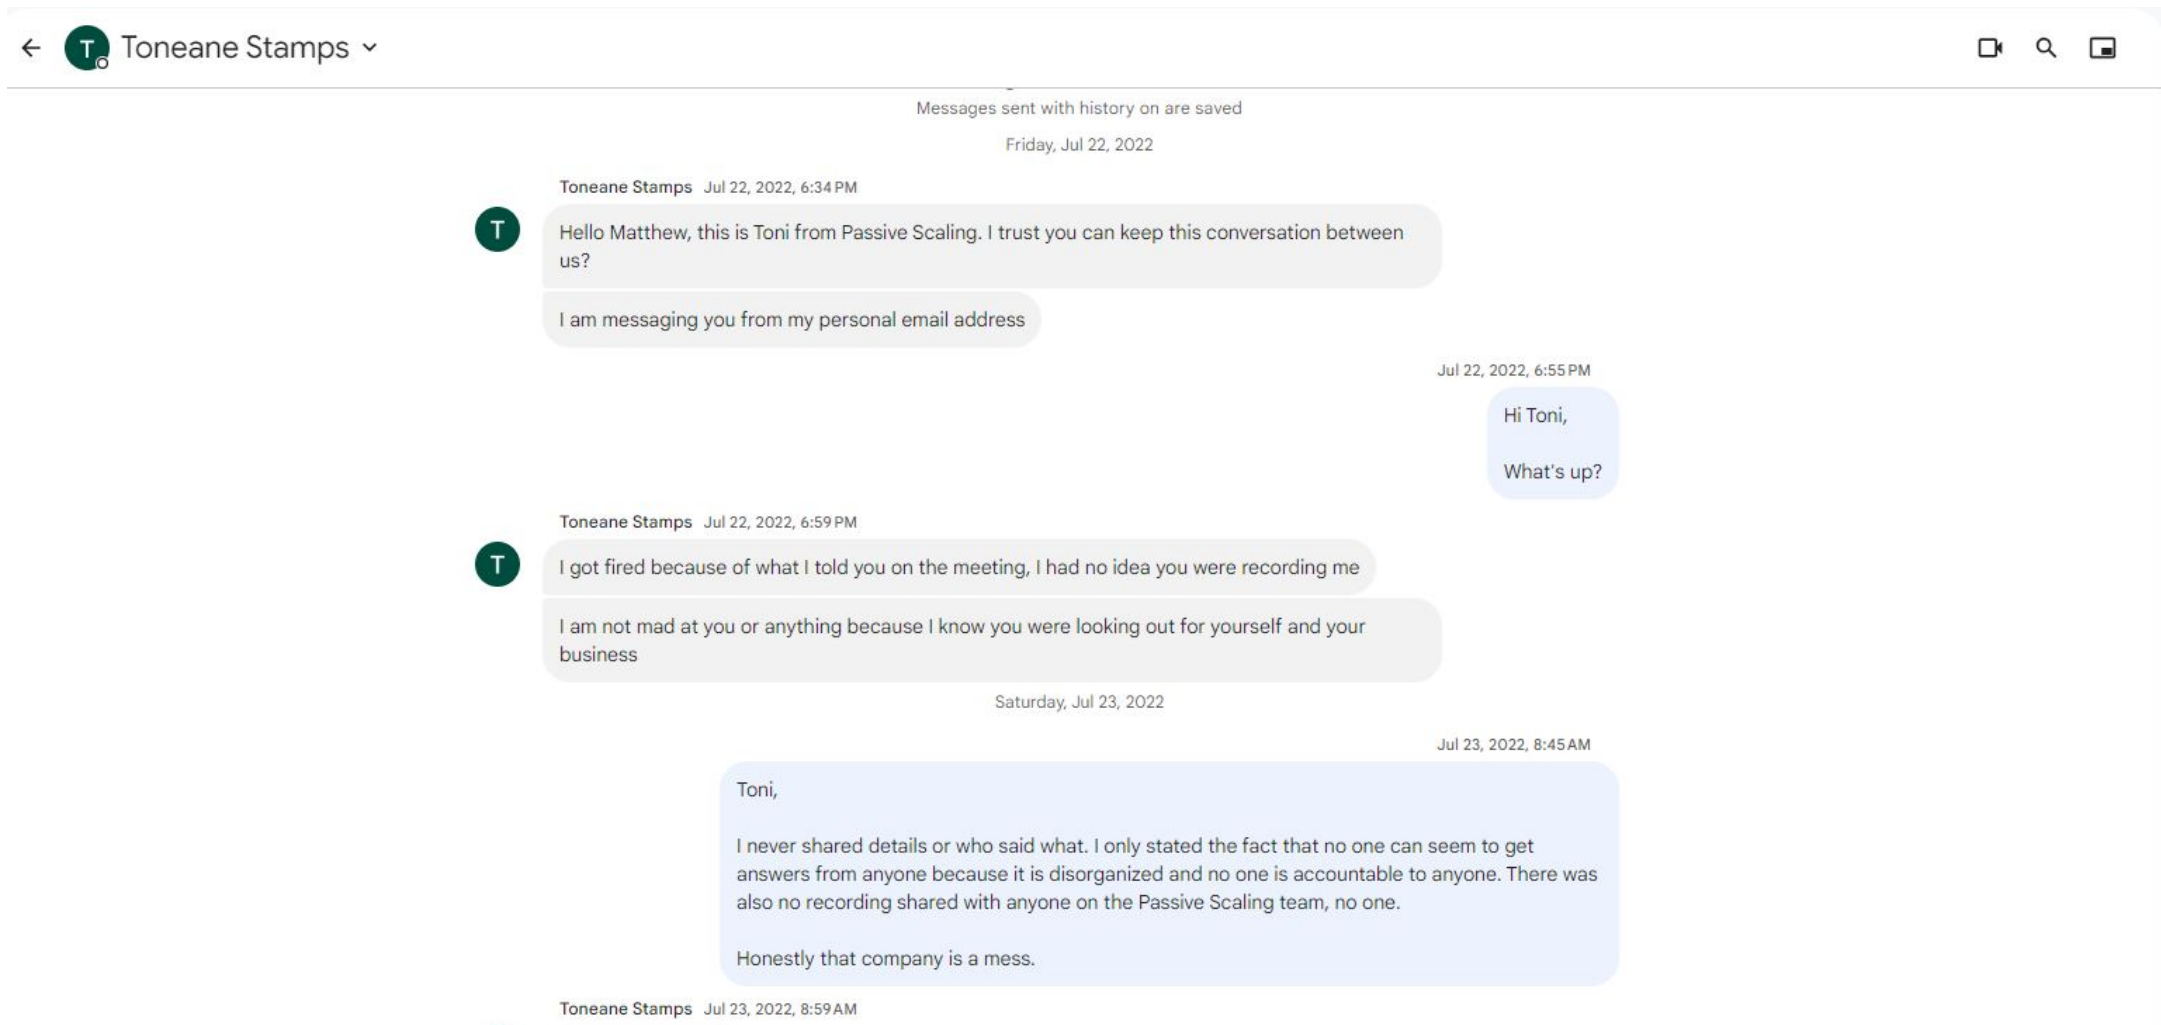 Toneane Stamps
Messages sent with history on are saved
Friday, Jul 22, 2022
Toneane Stamps Jul 22, 2022, 6:34 PM
T
Hello Matthew, this is Toni from Passive Scaling. I trust you can keep this conversation between
us?
I am messaging you from my personal email address
Jul 22, 2022, 6:55 PM
Hi Toni,
What's up?
Toneane Stamps Jul 22, 2022, 6:59 PM
T
I got fired because of what I told you on the meeting, I had no idea you were recording me
I am not mad at you or anything because I know you were looking out for yourself and your
business
Saturday, Jul 23, 2022
Jul 23, 2022, 8:45 AM
Toni,
I never shared details or who said what. I only stated the fact that no one can seem to get
answers from anyone because it is disorganized and no one is accountable to anyone. There was
also no recording shared with anyone on the Passive Scaling team, no one.
Honestly that company is a mess.
Toneane Stamps Jul 23, 2022, 8:59 AM